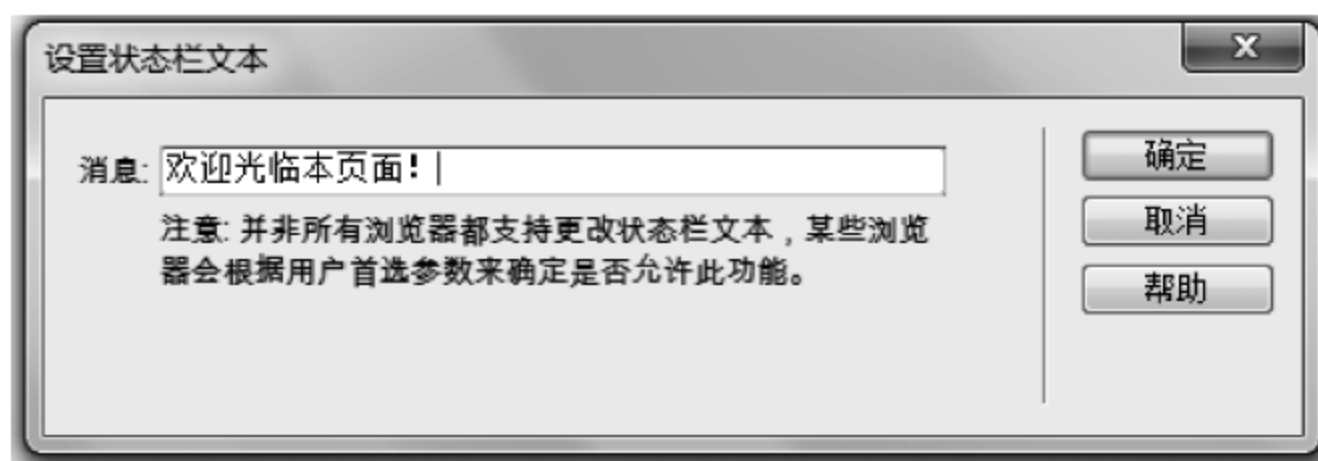 设置状态栏文本
X
消息: 欢迎光临本页面!
确定
注意: 并非所有浏览器都支持更改状态栏文本，某些浏览
器会根据用户首选参数来确定是否允许此功能。
取消
帮助